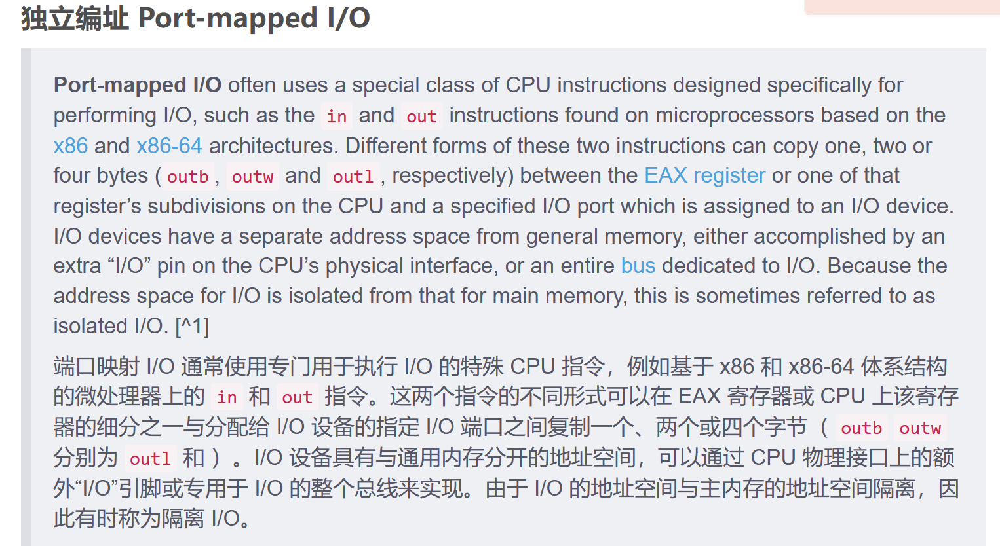 独立编址 Port-mapped I/O
Port-mapped I/O often uses a special class of CPU instructions designed specifically for
performing I/O, such as the in and out instructions found on microprocessors based on the
x86 and x86-64 architectures. Different forms of these two instructions can copy one, two or
four bytes (outb, outw and outl, respectively) between the EAX register or one of that
register’s subdivisions on the CPU and a specified I/O port which is assigned to an I/O device.
I/O devices have a separate address space from general memory, either accomplished by an
extra “I/O” pin on the CPU’s physical interface, or an entire bus dedicated to I/O. Because the
address space for I/O is isolated from that for main memory, this is sometimes referred to as
isolated I/O. [^1]
端口映射 I/O 通常使用专门用于执行 I/O 的特殊 CPU 指令，例如基于 x86 和 x86-64 体系结构
的微处理器上的 in 和 out 指令。这两个指令的不同形式可以在 EAX 寄存器或 CPU 上该寄存
器的细分之一与分配给 I/O 设备的指定 I/O 端口之间复制一个、两个或四个字节（ outb outw
分别为 outl 和 ）。I/O 设备具有与通用内存分开的地址空间，可以通过 CPU 物理接口上的额
外“I/O”引脚或专用于 I/O 的整个总线来实现。由于 I/O 的地址空间与主内存的地址空间隔离，因
此有时称为隔离 I/O。